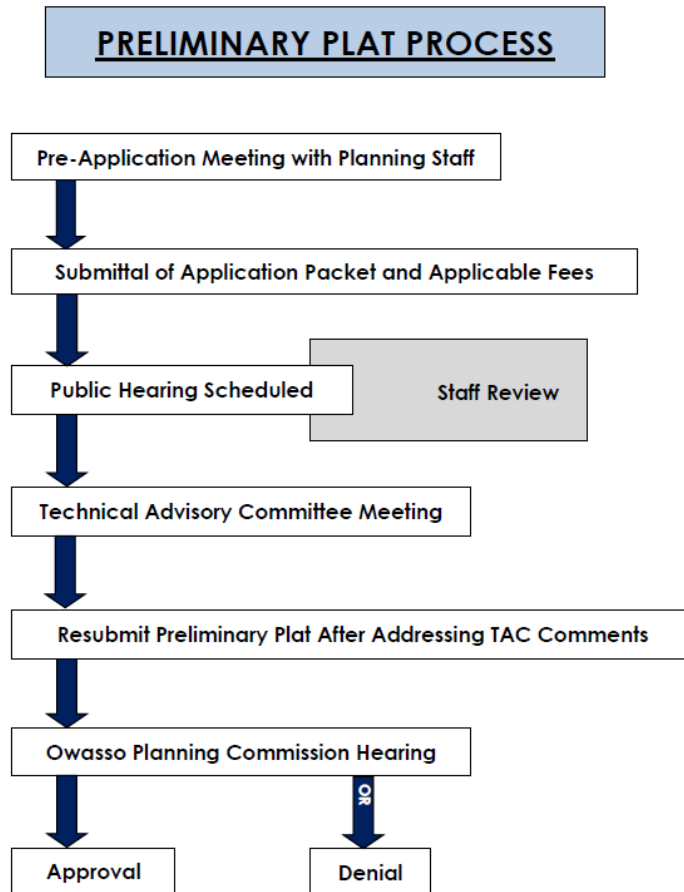 PRELIMINARY PLAT PROCESS
Pre-Application Meeting with Planning Staff
Submittal of Application Packet and Applicable Fees
Public Hearing Scheduled
Staff Review
Technical Advisory Committee Meeting
Resubmit Preliminary Plat After Addressing TAC Comments
Owasso Planning Commission Hearing
OR
Approval
Denial